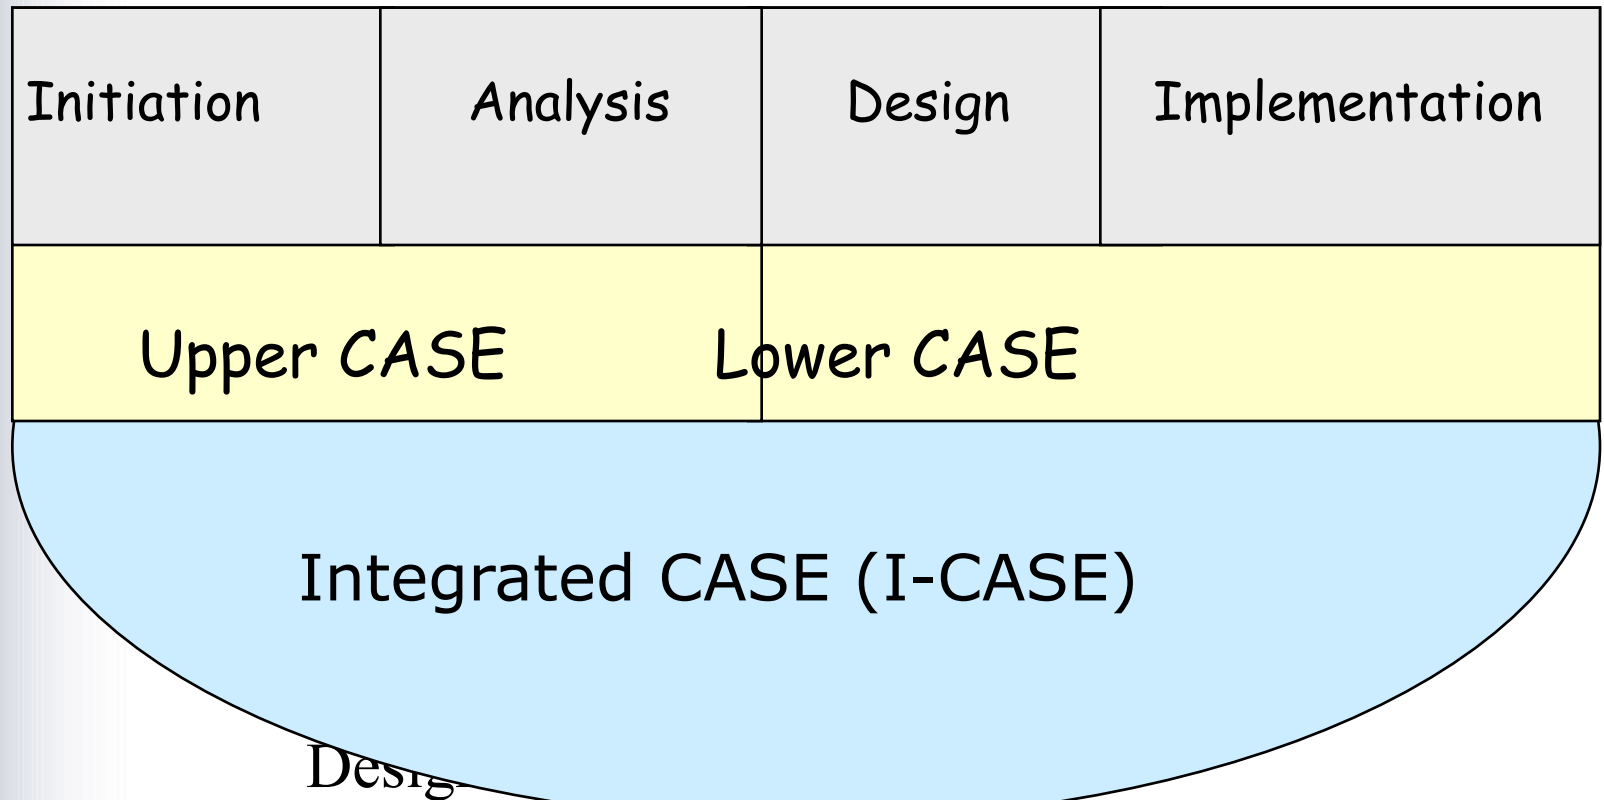 Initiation Analysis Design Implementation
Upper CASE Lower CASE
Integrated CASE (I-CASE)